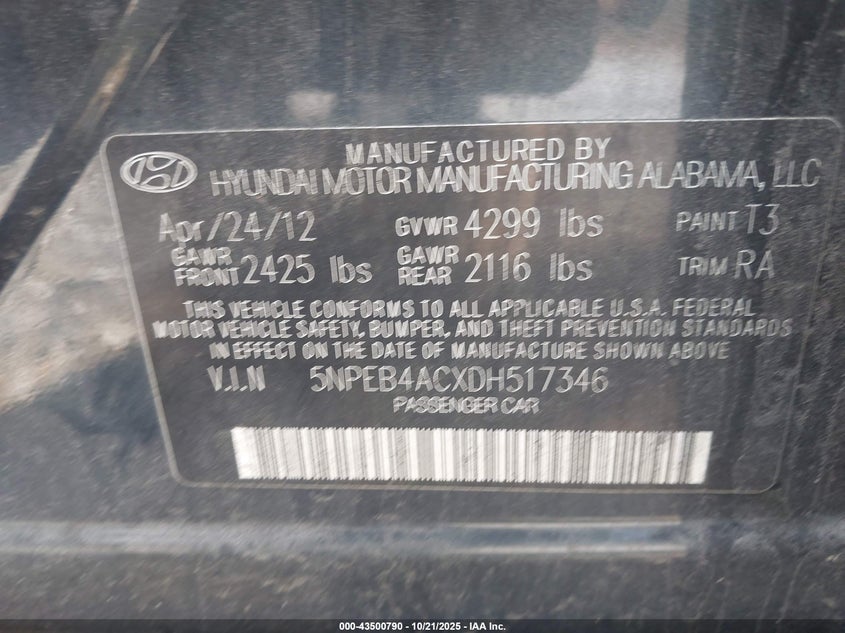 MANUFACTURED BY
HYUNDAI MOTOR MANUFACTURING ALABAMA, LLC
Apr/24/12 GVWR 4299 lbs PAINT T3
GAWR FRONT 2425 lbs GAWR REAR 2116 lbs TRIM RA
THIS VEHICLE CONFORMS TO ALL APPLICABLE U.S.A. FEDERAL
MOTOR VEHICLE SAFETY, BUMPER, AND THEFT PREVENTION STANDARDS
IN EFFECT ON THE DATE OF MANUFACTURE SHOWN ABOVE
V.I.N 5NPEB4ACXDH517346
PASSENGER CAR
000-43500790 - 10/21/2025 - IAA Inc.